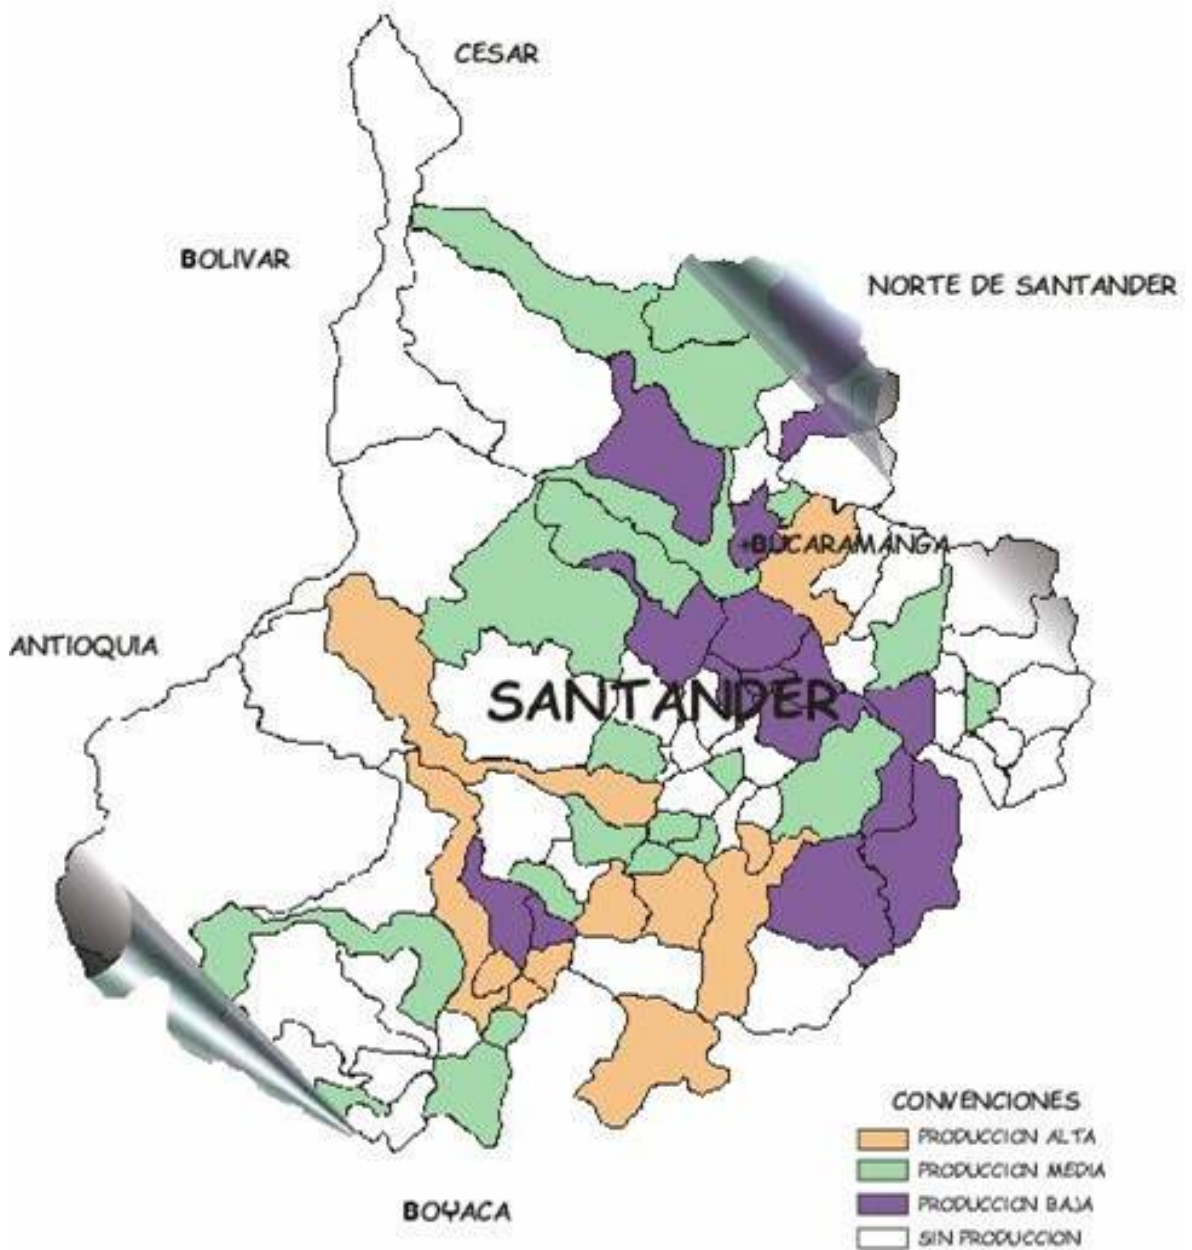 CESAR
BOLIVAR
NORTE DE SANTANDER
+BUCARAMANGA
ANTIOQUIA
SANTANDER
CONVENCIONES
PRODUCCION ALTA
PRODUCCION MEDIA
PRODUCCION BAJA
SIN PRODUCCION
BOYACA